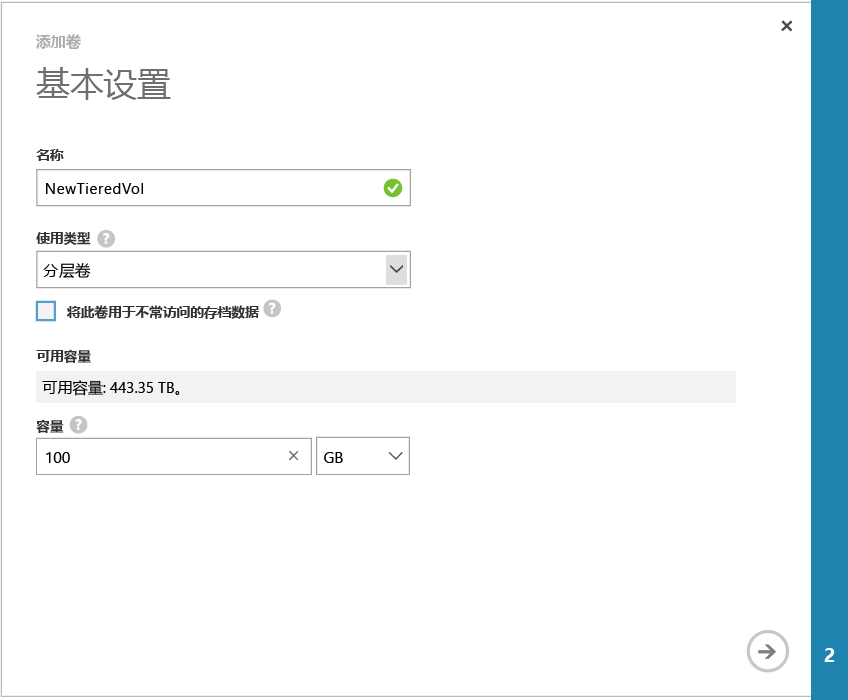 添加卷
基本设置
名称
NewTieredVol
使用类型 ?
分层卷
将此卷用于不常访问的存档数据 ?
可用容量
可用容量: 443.35 TB。
容量 ?
100
GB
2